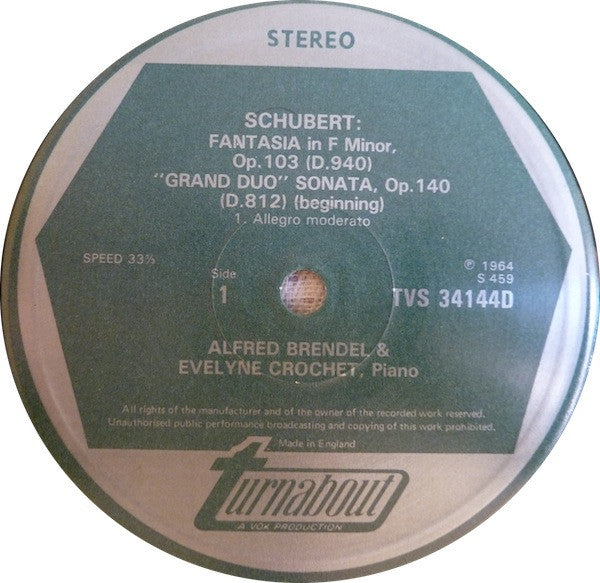 STEREO
SCHUBERT:
FANTASIA in F Minor,
Op.103 (D.940)
"GRAND DUO" SONATA, Op.140
(D.812) (beginning)
1. Allegro moderato
SPEED 33⅓
Side
1
℗ 1964
S 459
TVS 34144D
ALFRED BRENDEL &
EVELYNE CROCHET, Piano
All rights of the manufacturer and of the owner of the recorded work reserved.
Unauthorised public performance broadcasting and copying of this work prohibited.
Made in England
turnabout
A VOX PRODUCTION